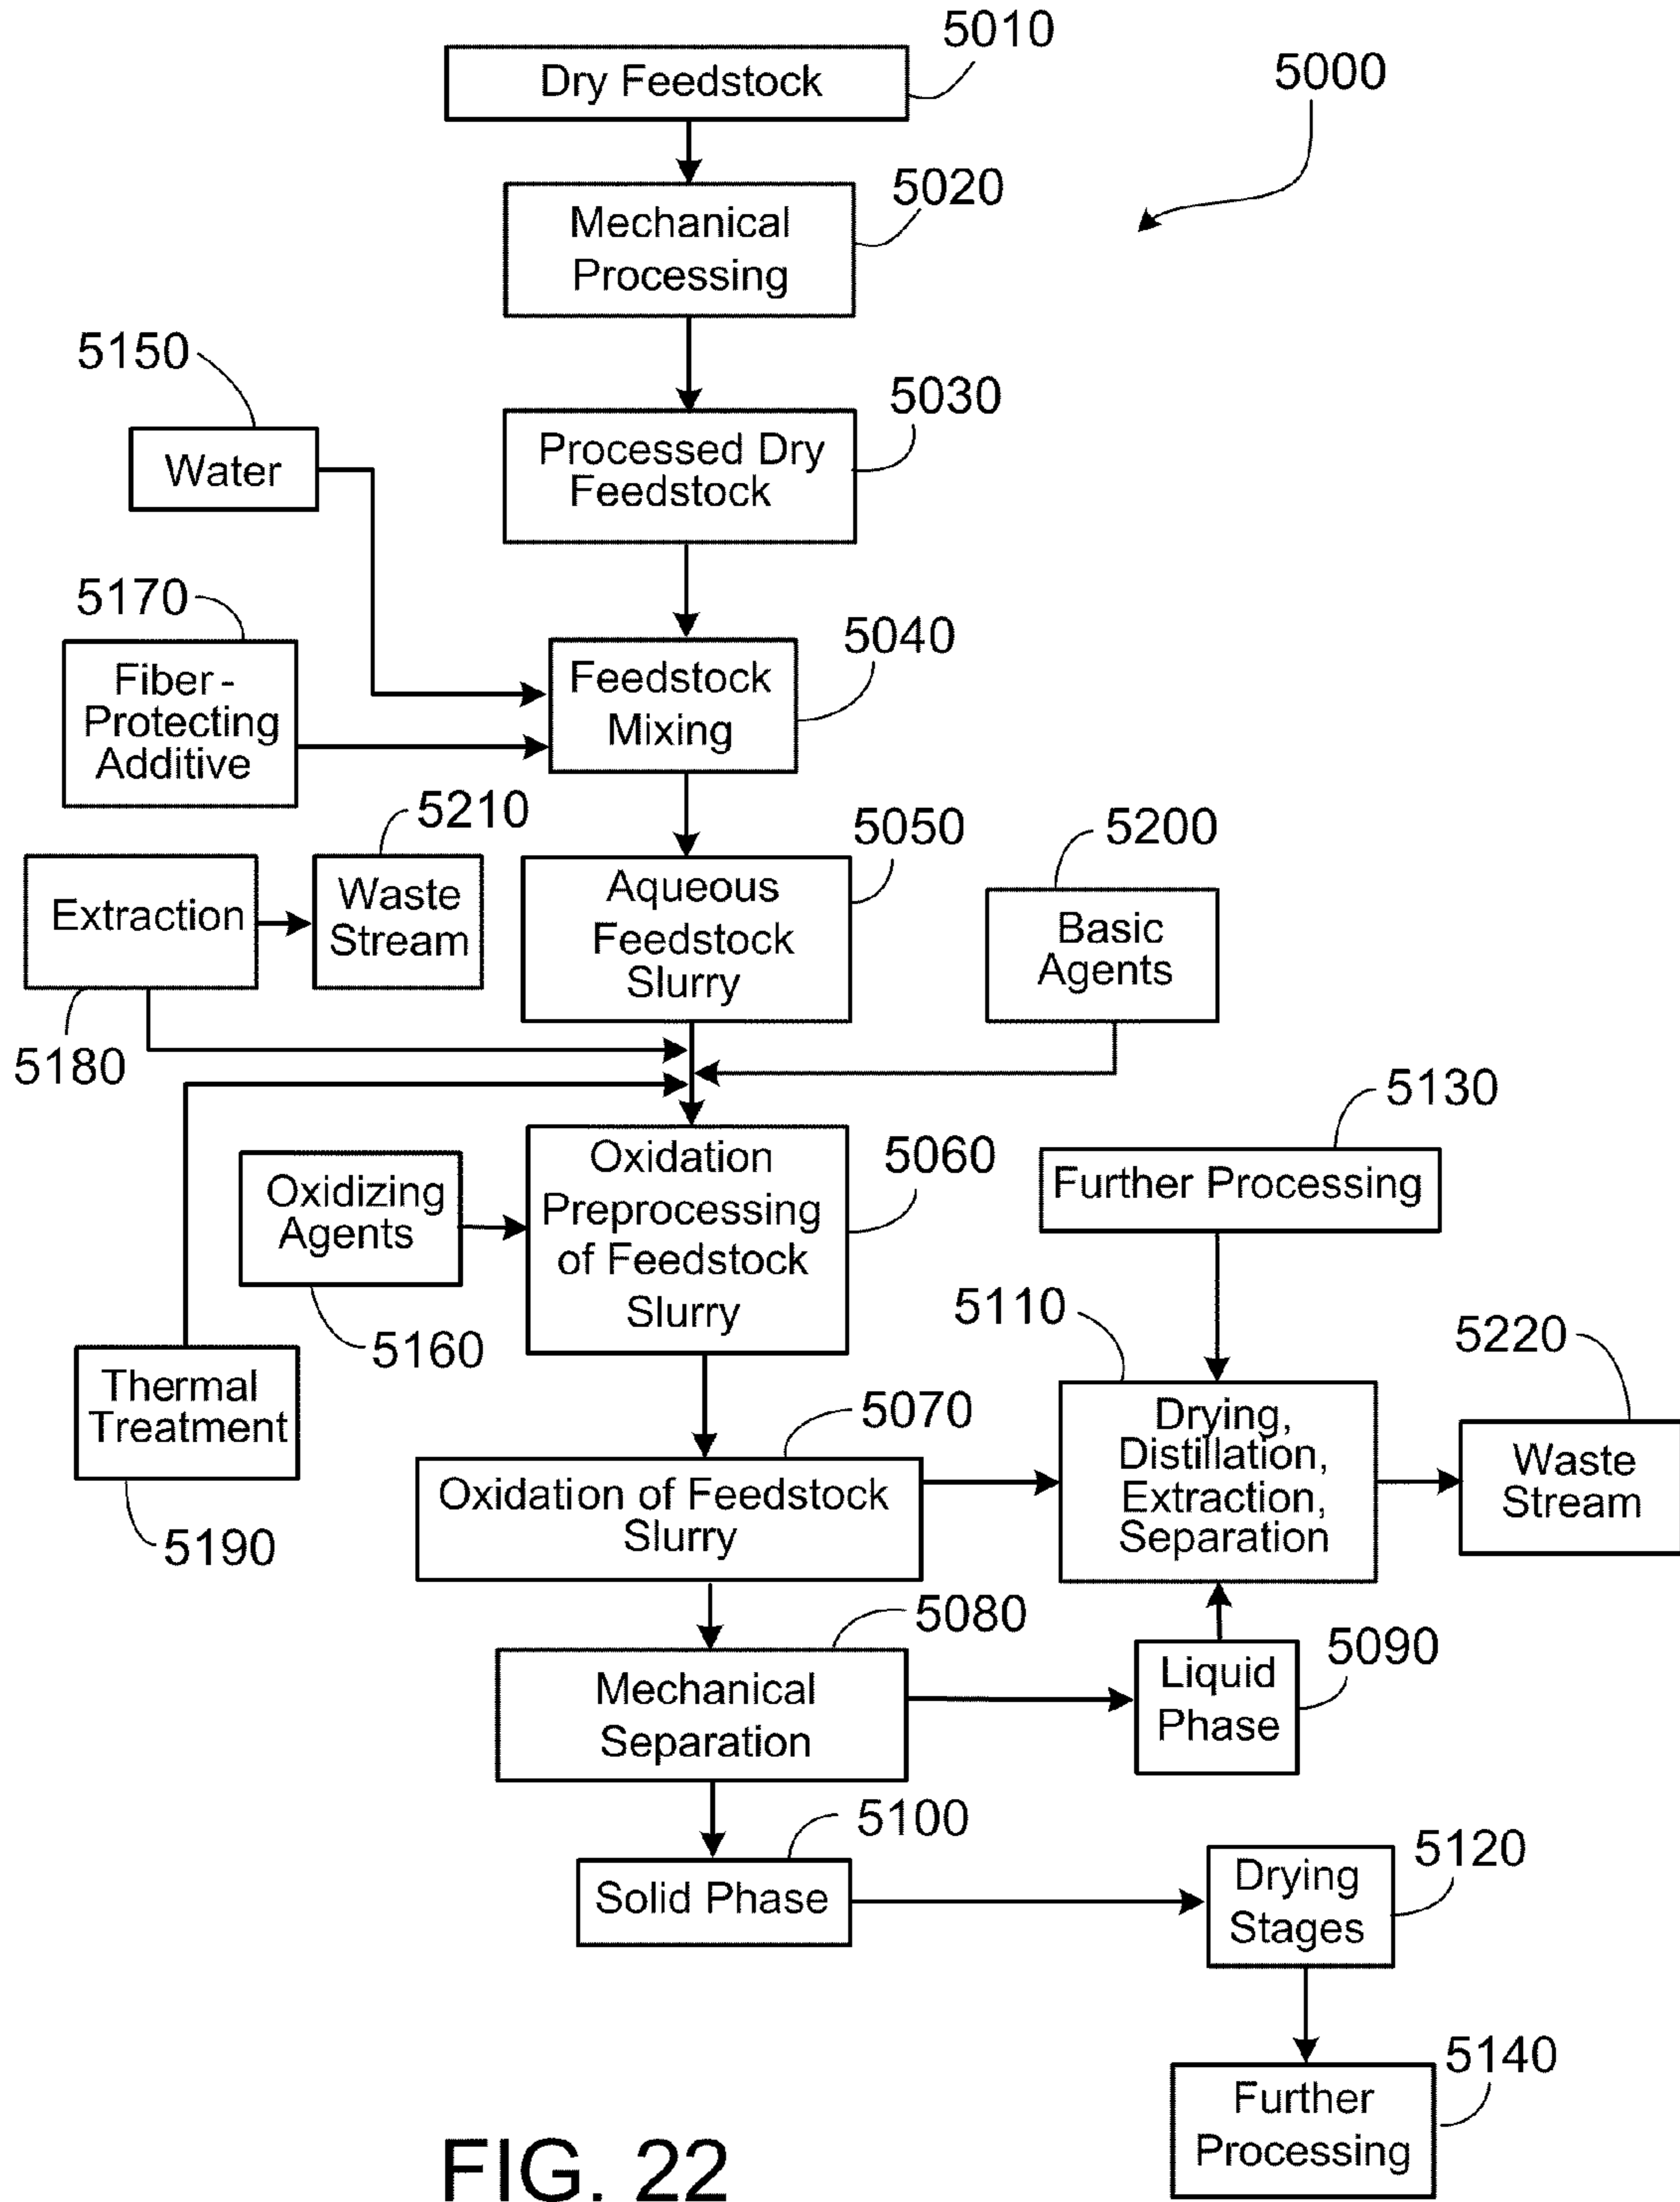 5010
Dry Feedstock
5000
5020
Mechanical
Processing
5150
Water
5030
Processed Dry
Feedstock
5170
Fiber-
Protecting
Additive
5040
Feedstock
Mixing
5210
Extraction
Waste
Stream
5180
5050
Aqueous
Feedstock
Slurry
5200
Basic
Agents
5130
Further Processing
5060
Oxidation
Preprocessing
of Feedstock
Slurry
Oxidizing
Agents
5160
Thermal
Treatment
5190
5110
Drying,
Distillation,
Extraction,
Separation
5220
Waste
Stream
5070
Oxidation of Feedstock
Slurry
5080
Mechanical
Separation
5090
Liquid
Phase
5100
Solid Phase
5120
Drying
Stages
5140
Further
Processing
FIG. 22